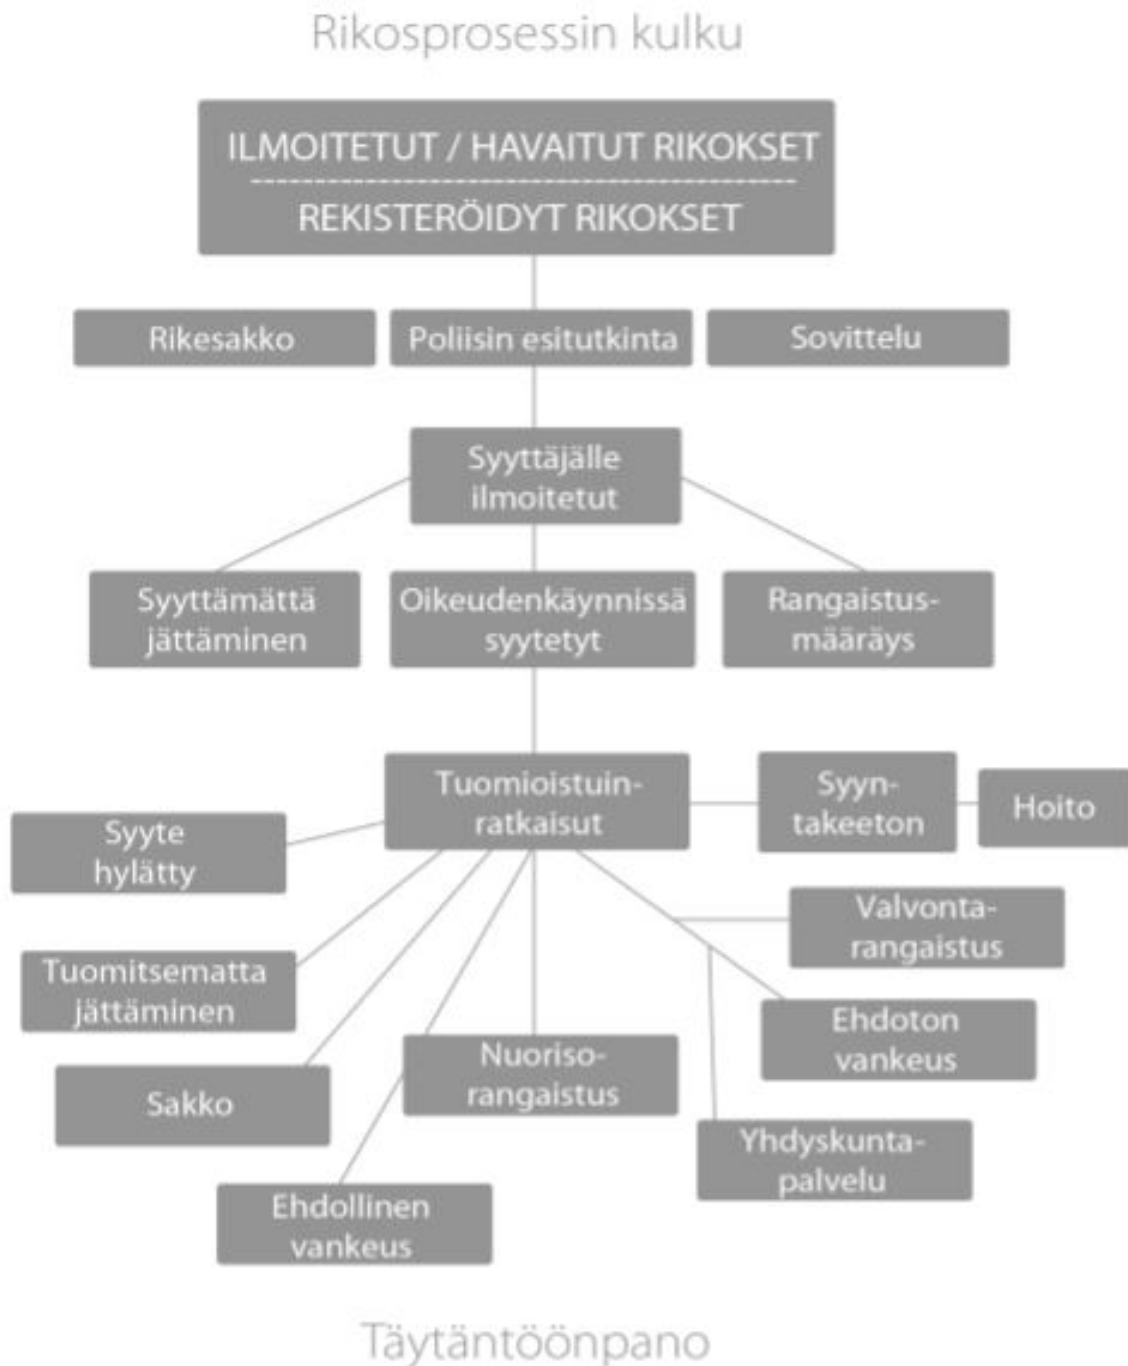 Rikosprosessin kulku
ILMOITETUT / HAVAITUT RIKOKSET
REKISTERÖIDYT RIKOKSET
Rikesakko
Poliisin esitutkinta
Sovittelu
Syyttäjälle
ilmoitetut
Syyttämättä
jättäminen
Oikeudenkäynnissä
syytetyt
Rangaistus-
määräys
Tuomioistuin-
ratkaisut
Syyn-
takeeton
Hoito
Syyte
hylätty
Valvonta-
rangaistus
Tuomitsematta
jättäminen
Ehdoton
vankeus
Nuoriso-
rangaistus
Sakko
Yhdyskunta-
palvelu
Ehdollinen
vankeus
Täytäntöönpano